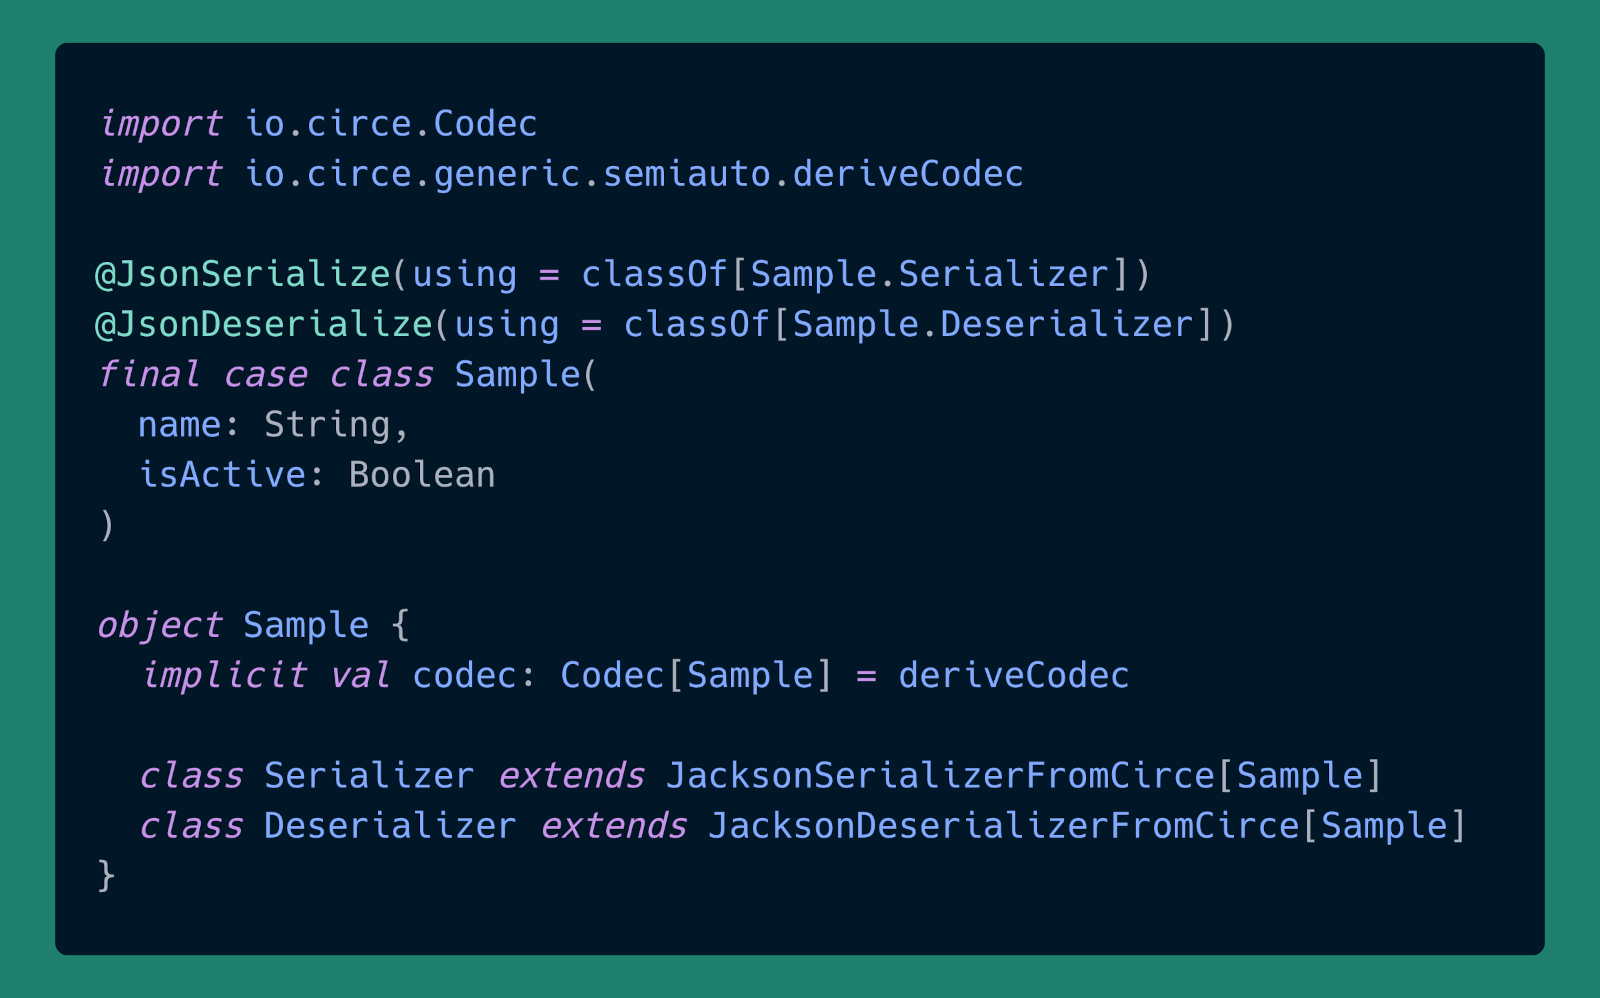 import io.circe.Codec
import io.circe.generic.semiauto.deriveCodec

@JsonSerialize(using = classOf[Sample.Serializer])
@JsonDeserialize(using = classOf[Sample.Deserializer])
final case class Sample(
  name: String,
  isActive: Boolean
)

object Sample {
  implicit val codec: Codec[Sample] = deriveCodec

  class Serializer extends JacksonSerializerFromCirce[Sample]
  class Deserializer extends JacksonDeserializerFromCirce[Sample]
}